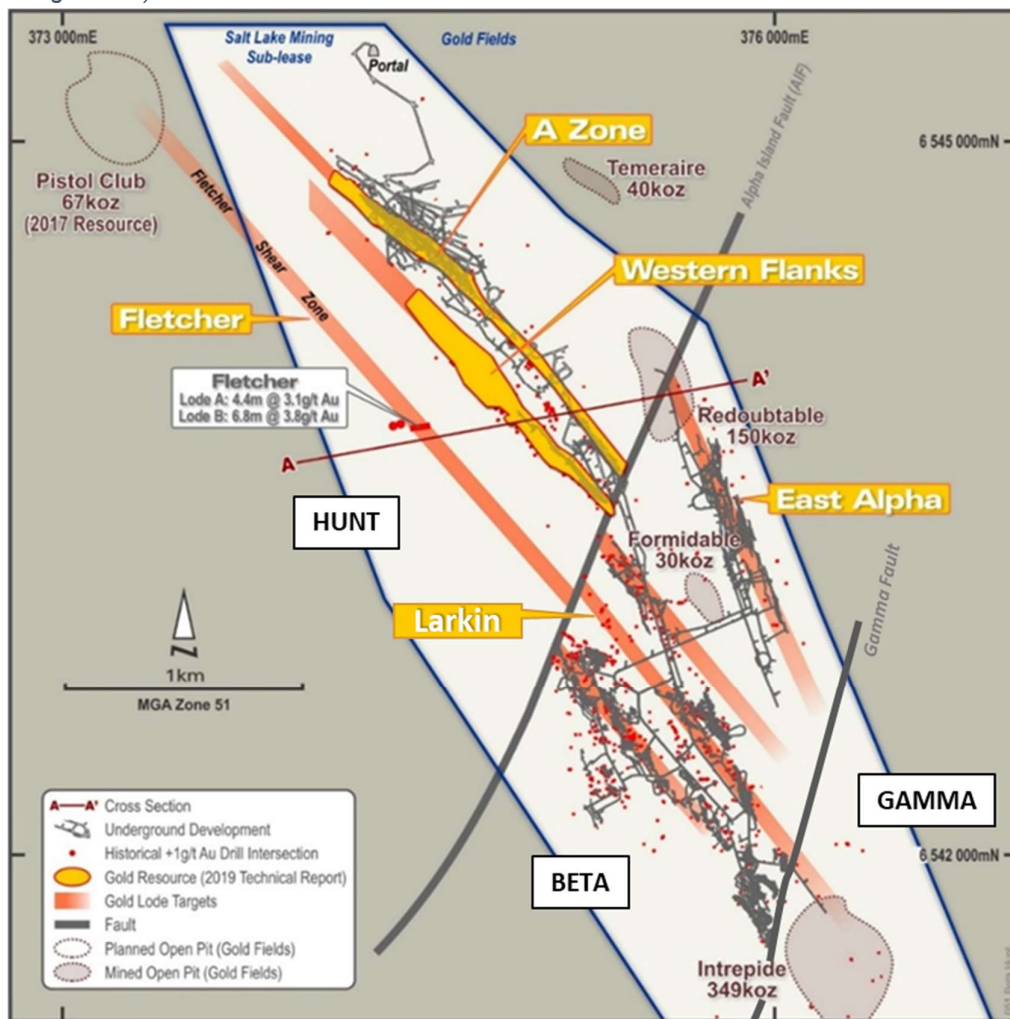 373 000mE
376 000mE
Salt Lake Mining
Sub-lease
Gold Fields
Portal
Alpha Island Fault (AIF)
A Zone
6 545 000mN
Temeraire
40koz
Pistol Club
67koz
(2017 Resource)
Fletcher
Shear
Zone
Western Flanks
Fletcher
Fletcher
Lode A: 4.4m @ 3.1g/t Au
Lode B: 6.8m @ 3.8g/t Au
A'
Redoubtable
150koz
A
East Alpha
HUNT
Formidable
30koz
Gamma Fault
Larkin
N
1km
MGA Zone 51
GAMMA
A A' Cross Section
Underground Development
Historical +1g/t Au Drill Intersection
Gold Resource (2019 Technical Report)
Gold Lode Targets
Fault
Planned Open Pit (Gold Fields)
Mined Open Pit (Gold Fields)
6 542 000mN
BETA
Intrepide
349koz